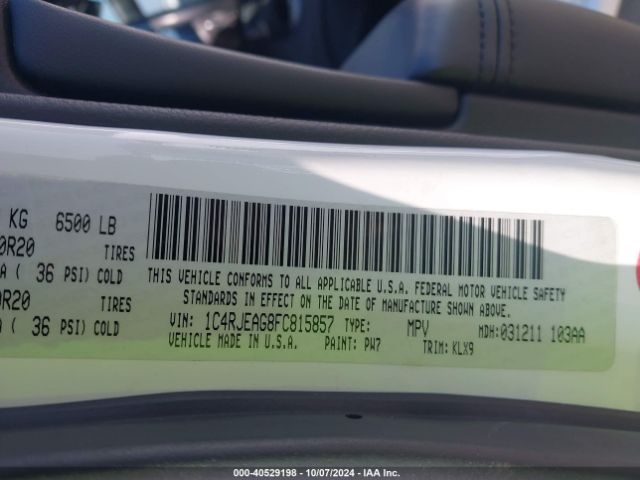 KG 6500 LB
0R20 TIRES
A ( 36 PSI) COLD
0R20 TIRES
A ( 36 PSI) COLD
THIS VEHICLE CONFORMS TO ALL APPLICABLE U.S.A. FEDERAL MOTOR VEHICLE SAFETY
STANDARDS IN EFFECT ON THE DATE OF MANUFACTURE SHOWN ABOVE.
VIN: 1C4RJEAG8FC815857 TYPE: MPV MDH: 031211 103AA
VEHICLE MADE IN U.S.A. PAINT: PW7 TRIM: KLX9
000-40529198 - 10/07/2024 - IAA Inc.